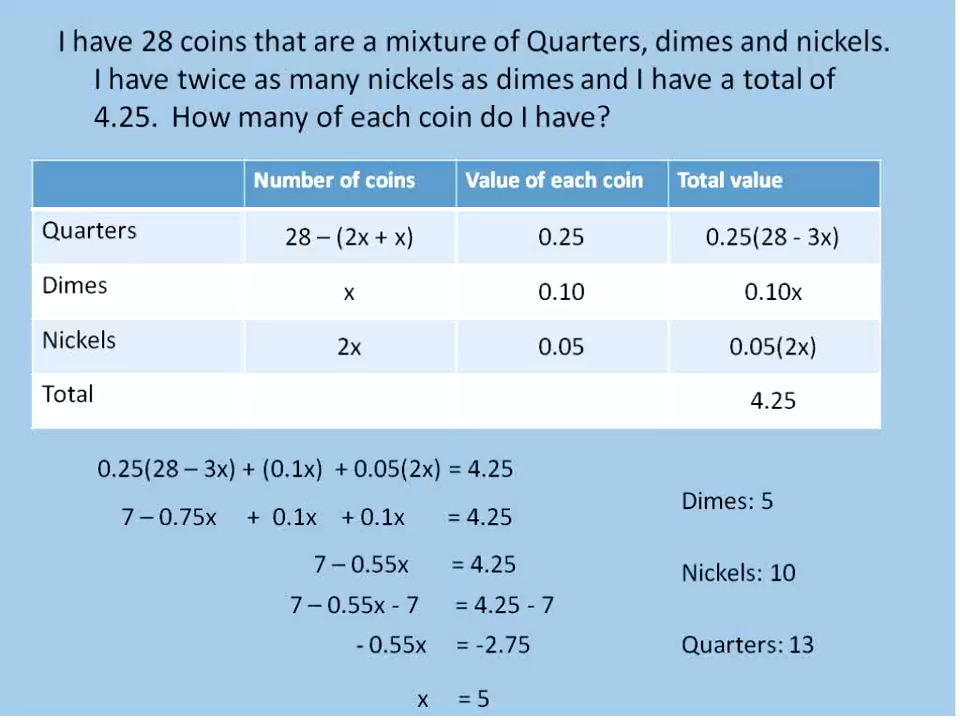 I have 28 coins that are a mixture of Quarters, dimes and nickels.
I have twice as many nickels as dimes and I have a total of
4.25.  How many of each coin do I have?
Number of coins Value of each coin Total value
Quarters 28 – (2x + x) 0.25 0.25(28 - 3x)
Dimes x 0.10 0.10x
Nickels 2x 0.05 0.05(2x)
Total 4.25
0.25(28 – 3x) + (0.1x) + 0.05(2x) = 4.25
7 – 0.75x + 0.1x + 0.1x = 4.25
7 – 0.55x = 4.25
7 – 0.55x - 7 = 4.25 - 7
- 0.55x = -2.75
x = 5
Dimes: 5
Nickels: 10
Quarters: 13